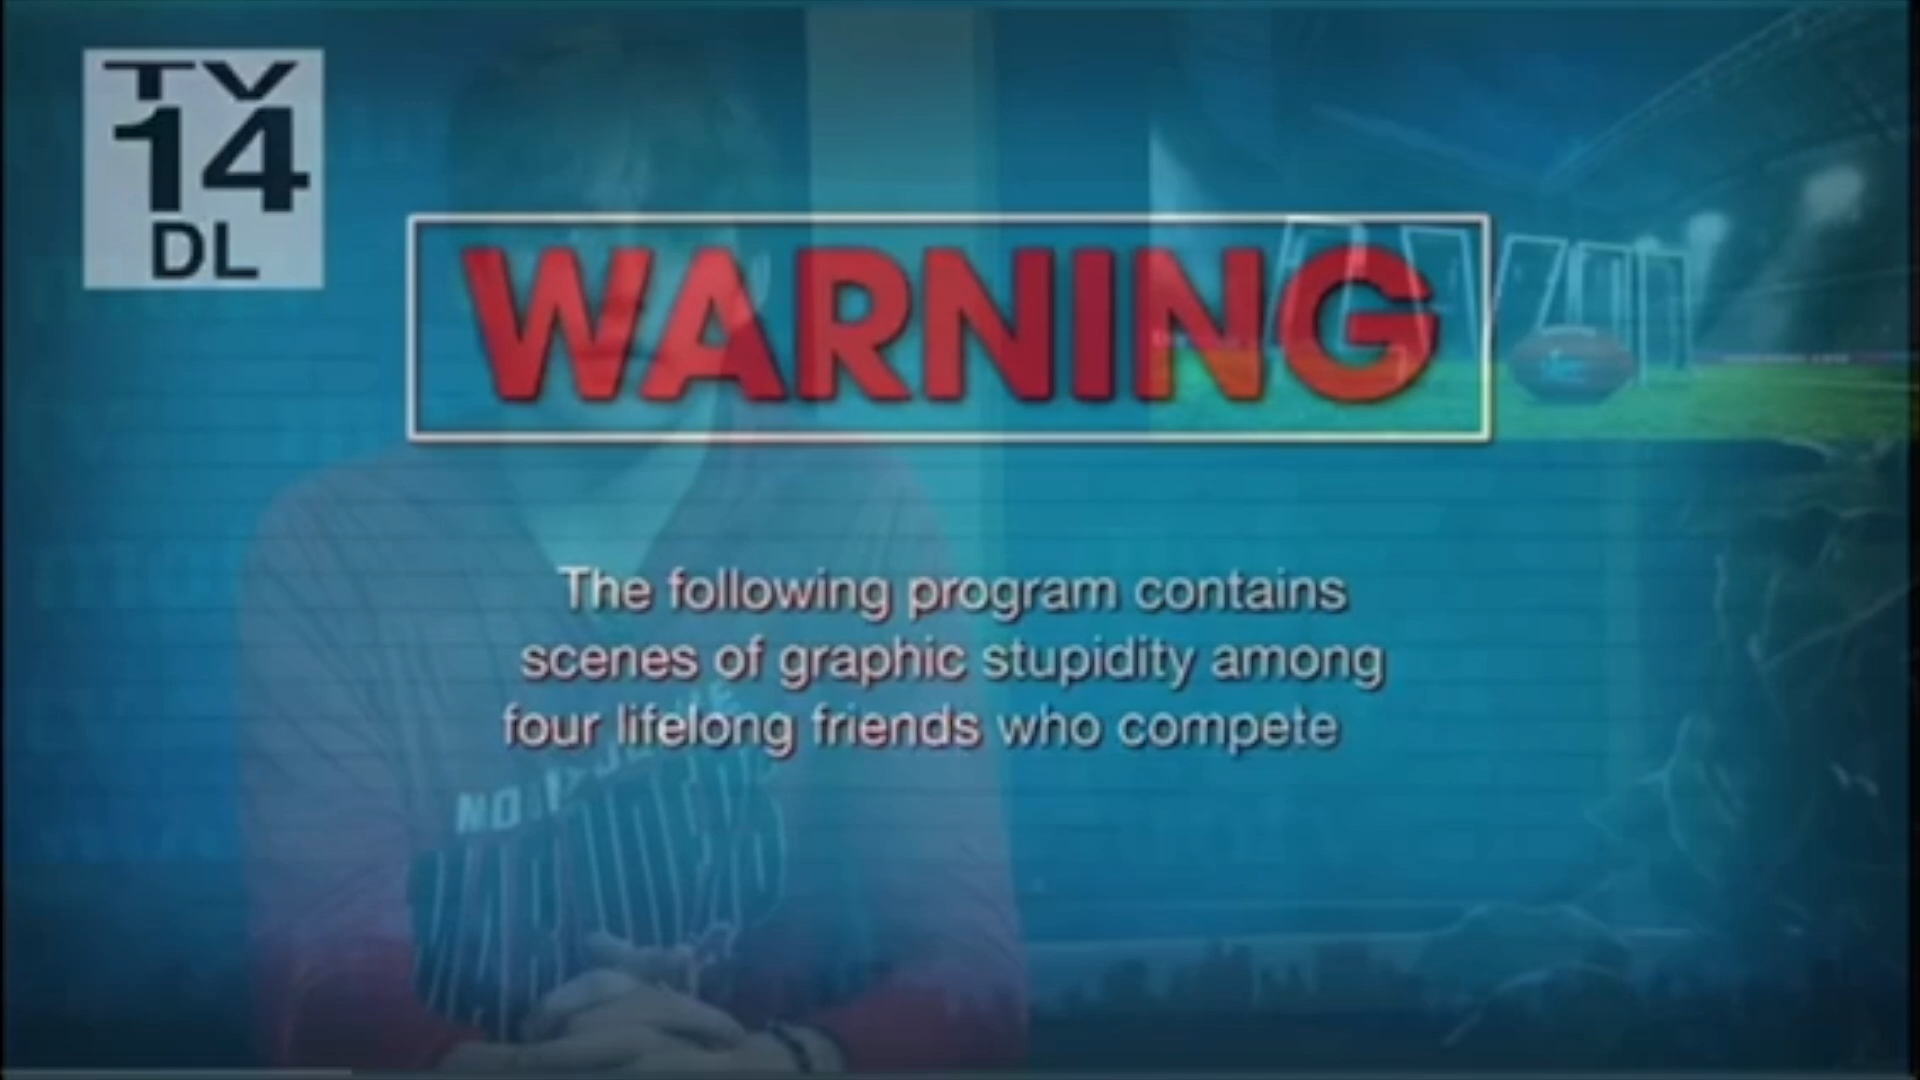 TV
14
DL
WARNING
The following program contains
scenes of graphic stupidity among
four lifelong friends who compete